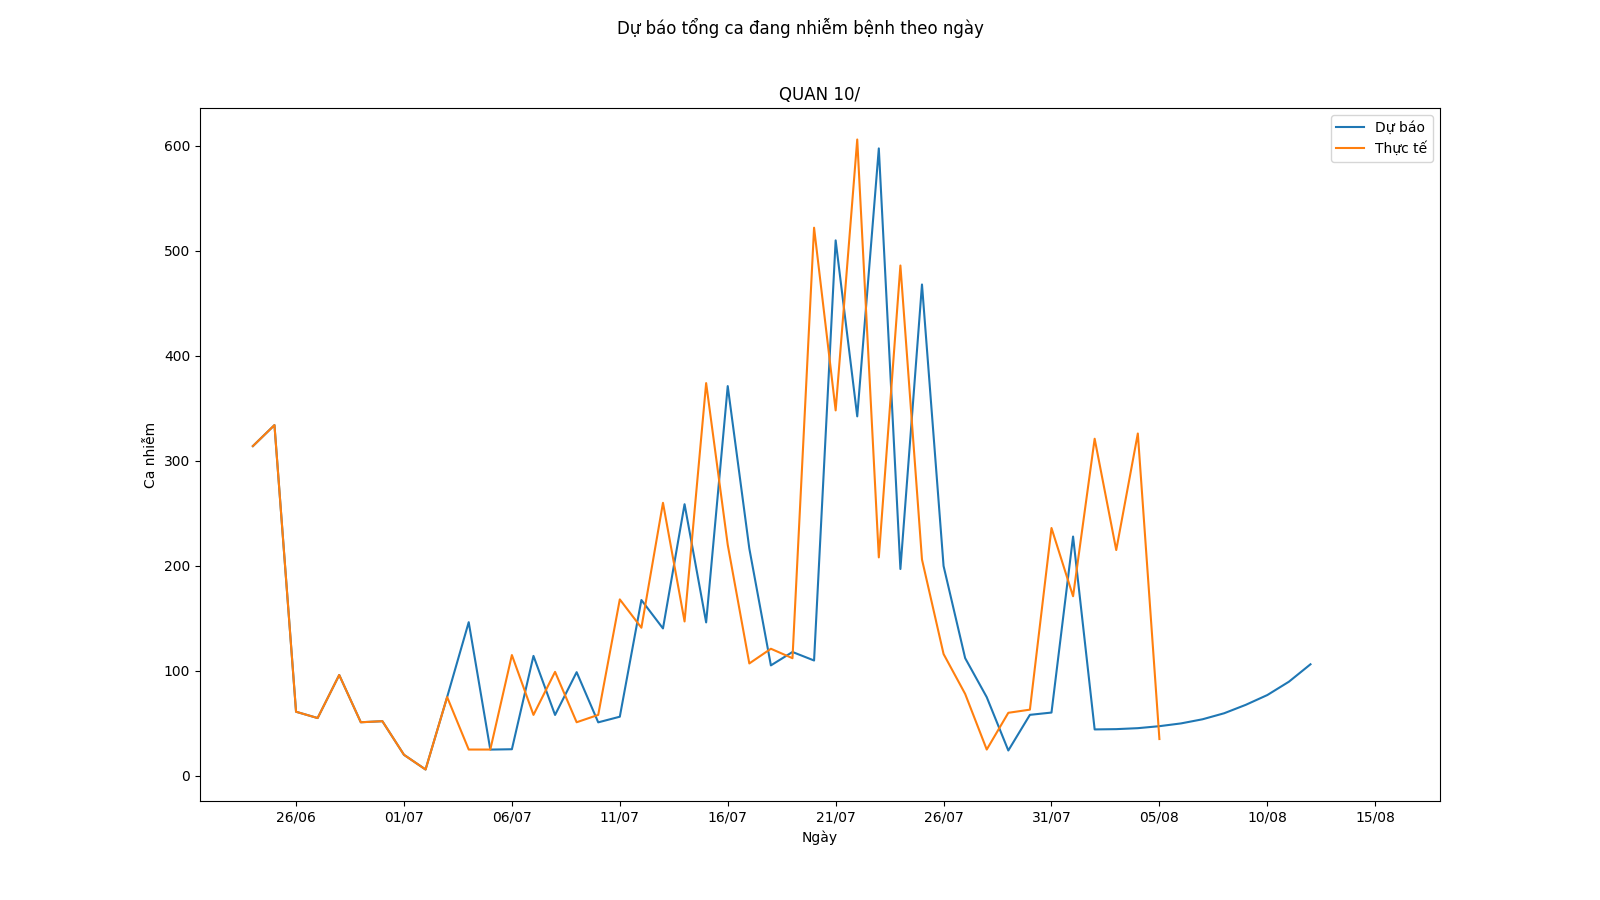 Dự báo tổng ca đang nhiễm bệnh theo ngày
QUAN 10/
Dự báo
Thực tế
600
500
400
300
200
100
0
Ca nhiễm
26/06 01/07 06/07 11/07 16/07 21/07 26/07 31/07 05/08 10/08 15/08
Ngày